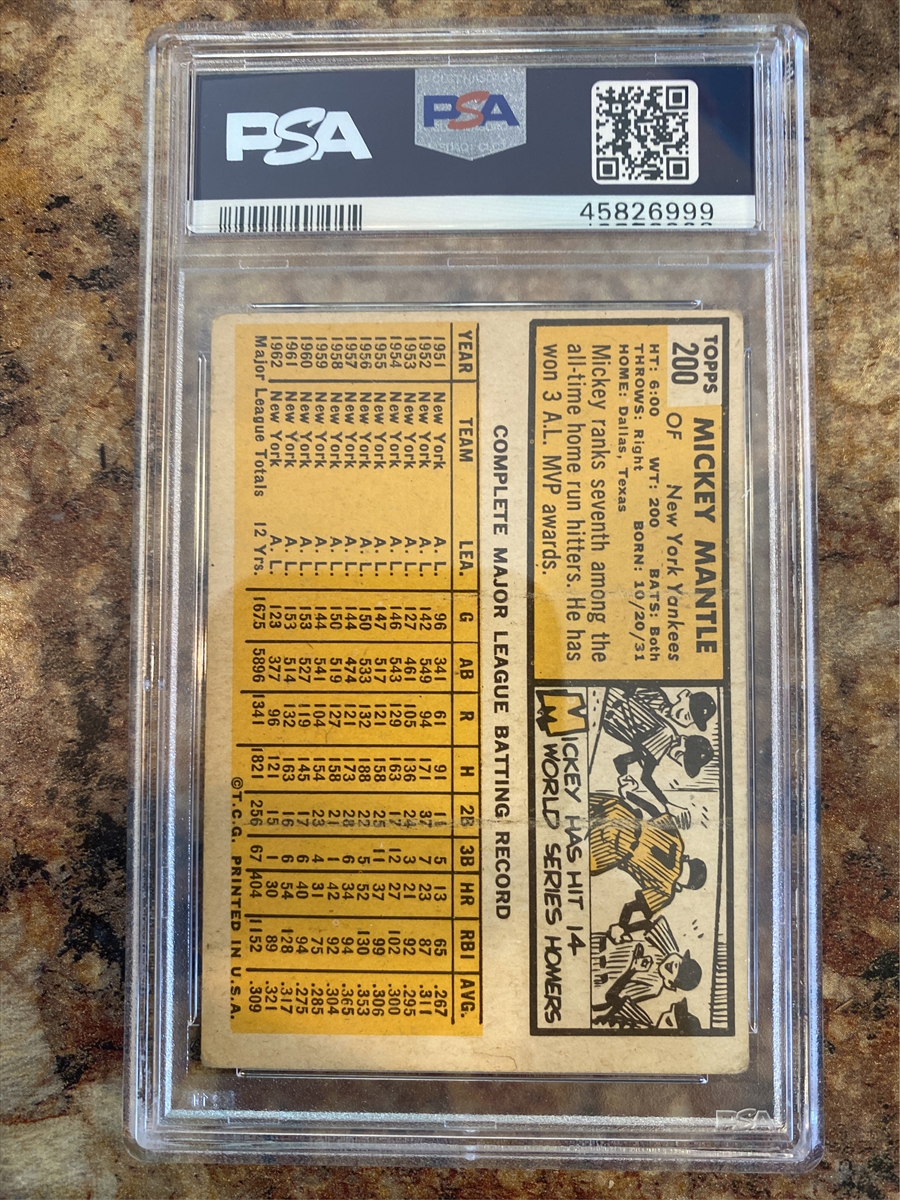 PSA
PSA
45826999
TOPPS
200
MICKEY MANTLE
OF New York Yankees
HT: 6:00 WT: 200 BATS: Both
THROWS: Right BORN: 10/20/31
HOME: Dallas, Texas
Mickey ranks seventh among the
all-time home run hitters. He has
won 3 A.L. MVP awards.
MICKEY HAS HIT 14
WORLD SERIES HOMERS
7
COMPLETE MAJOR LEAGUE BATTING RECORD
YEAR TEAM LEA. G AB R H 2B 3B HR RBI AVG.
1951 New York A. L. 96 341 61 91 11 5 13 65 .267
1952 New York A. L. 142 549 94 171 37 7 23 87 .311
1953 New York A. L. 127 461 105 136 24 3 21 92 .295
1954 New York A. L. 146 543 129 163 17 12 27 102 .300
1955 New York A. L. 147 517 121 158 25 11 37 99 .306
1956 New York A. L. 150 533 132 188 22 5 52 130 .353
1957 New York A. L. 144 474 121 173 28 6 34 94 .365
1958 New York A. L. 150 519 127 158 21 1 42 97 .304
1959 New York A. L. 144 541 104 154 23 4 31 75 .285
1960 New York A. L. 153 527 119 145 17 6 40 94 .275
1961 New York A. L. 153 514 132 163 16 6 54 128 .317
1962 New York A. L. 123 377 96 121 15 1 30 89 .321
Major League Totals 12 Yrs. 1675 5896 1341 1821 256 67 404 1152 .309
©T.C.G. PRINTED IN U.S.A.
PSA